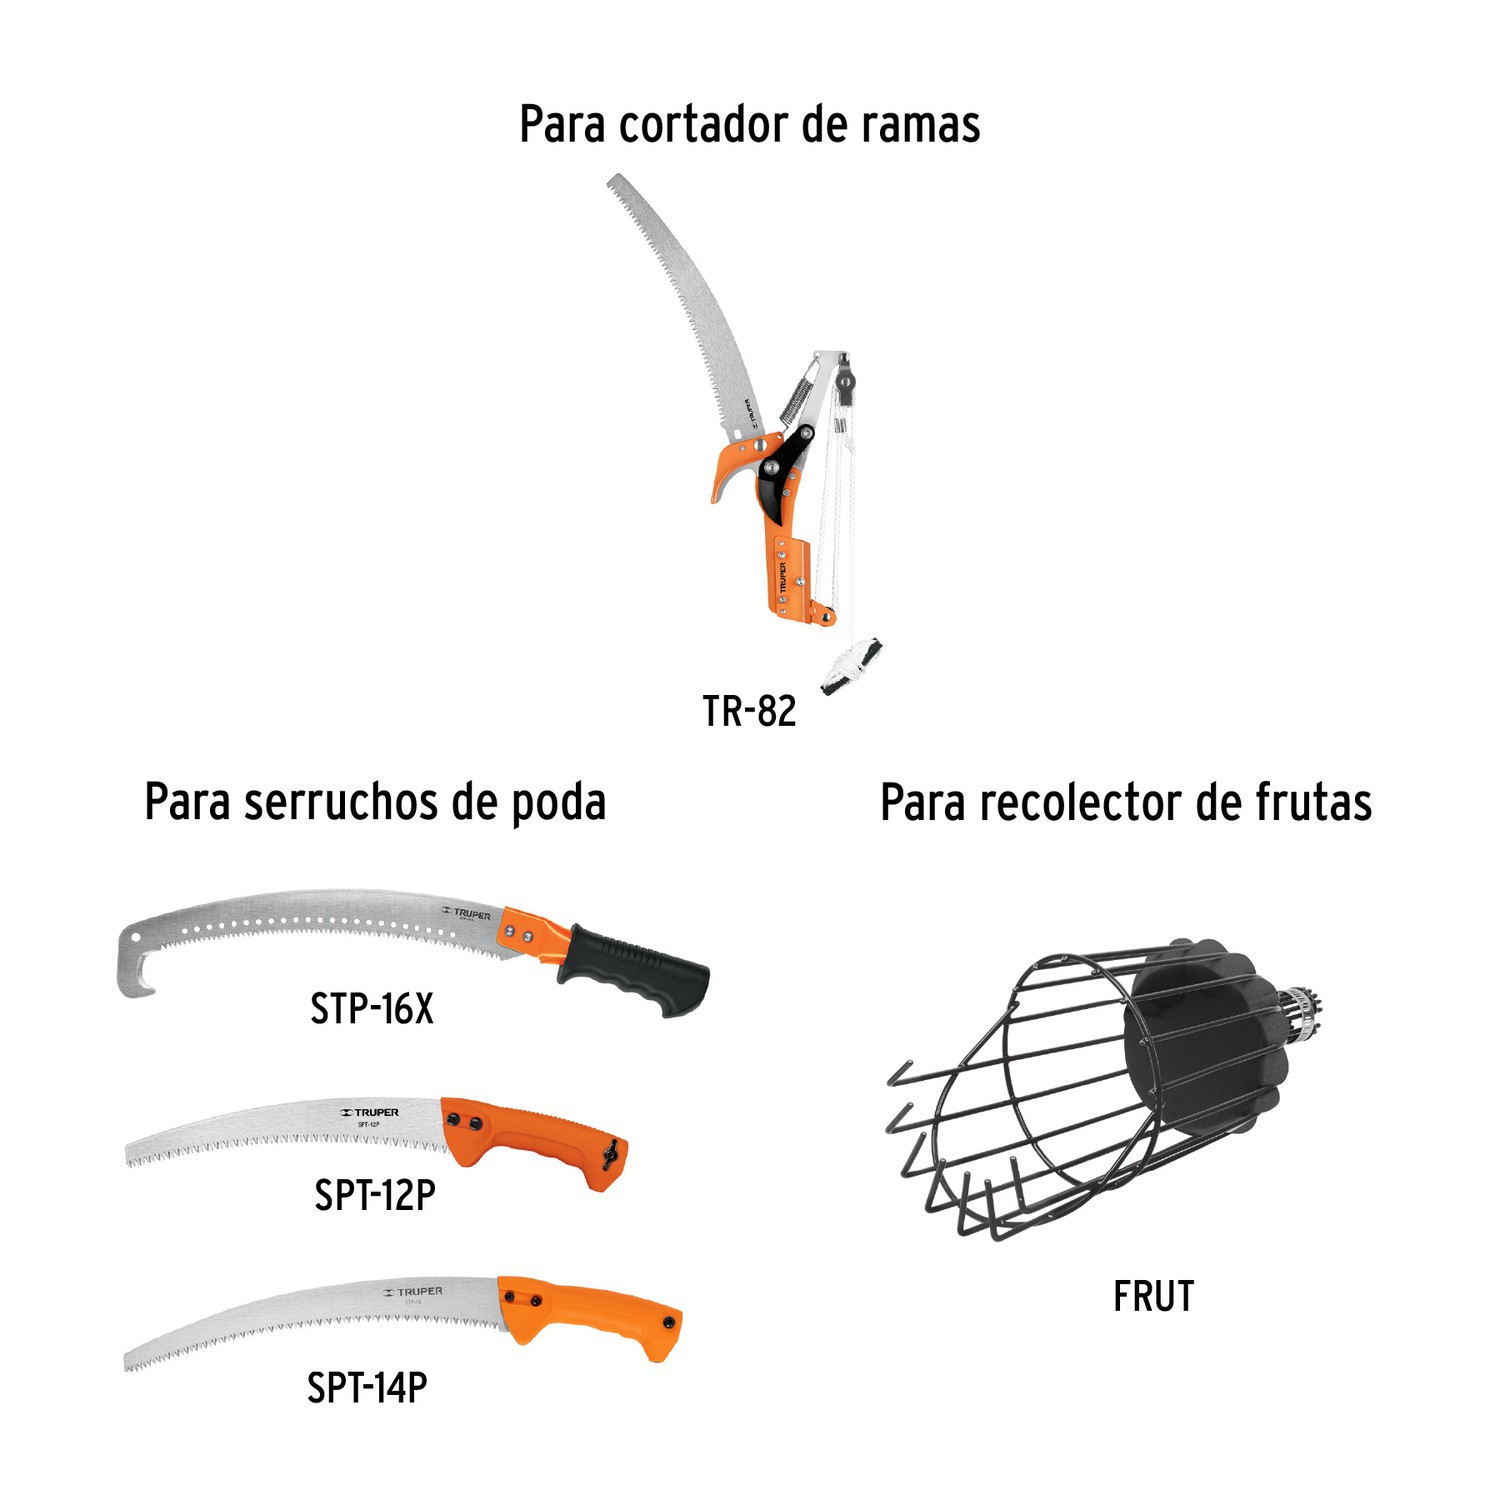 Para cortador de ramas
TRUPER
TRUPER
TR-82
Para serruchos de poda
TRUPER
STP-16X
TRUPER
SPT-12P
SPT-12P
TRUPER
SPT-14P
Para recolector de frutas
FRUT